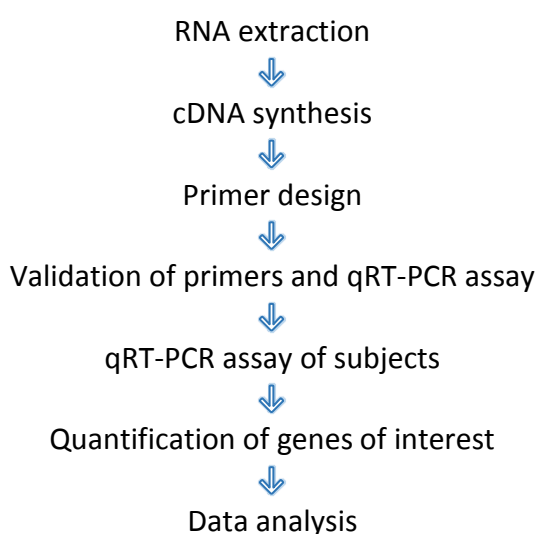 RNA extraction
cDNA synthesis
Primer design
Validation of primers and qRT-PCR assay
qRT-PCR assay of subjects
Quantification of genes of interest
Data analysis